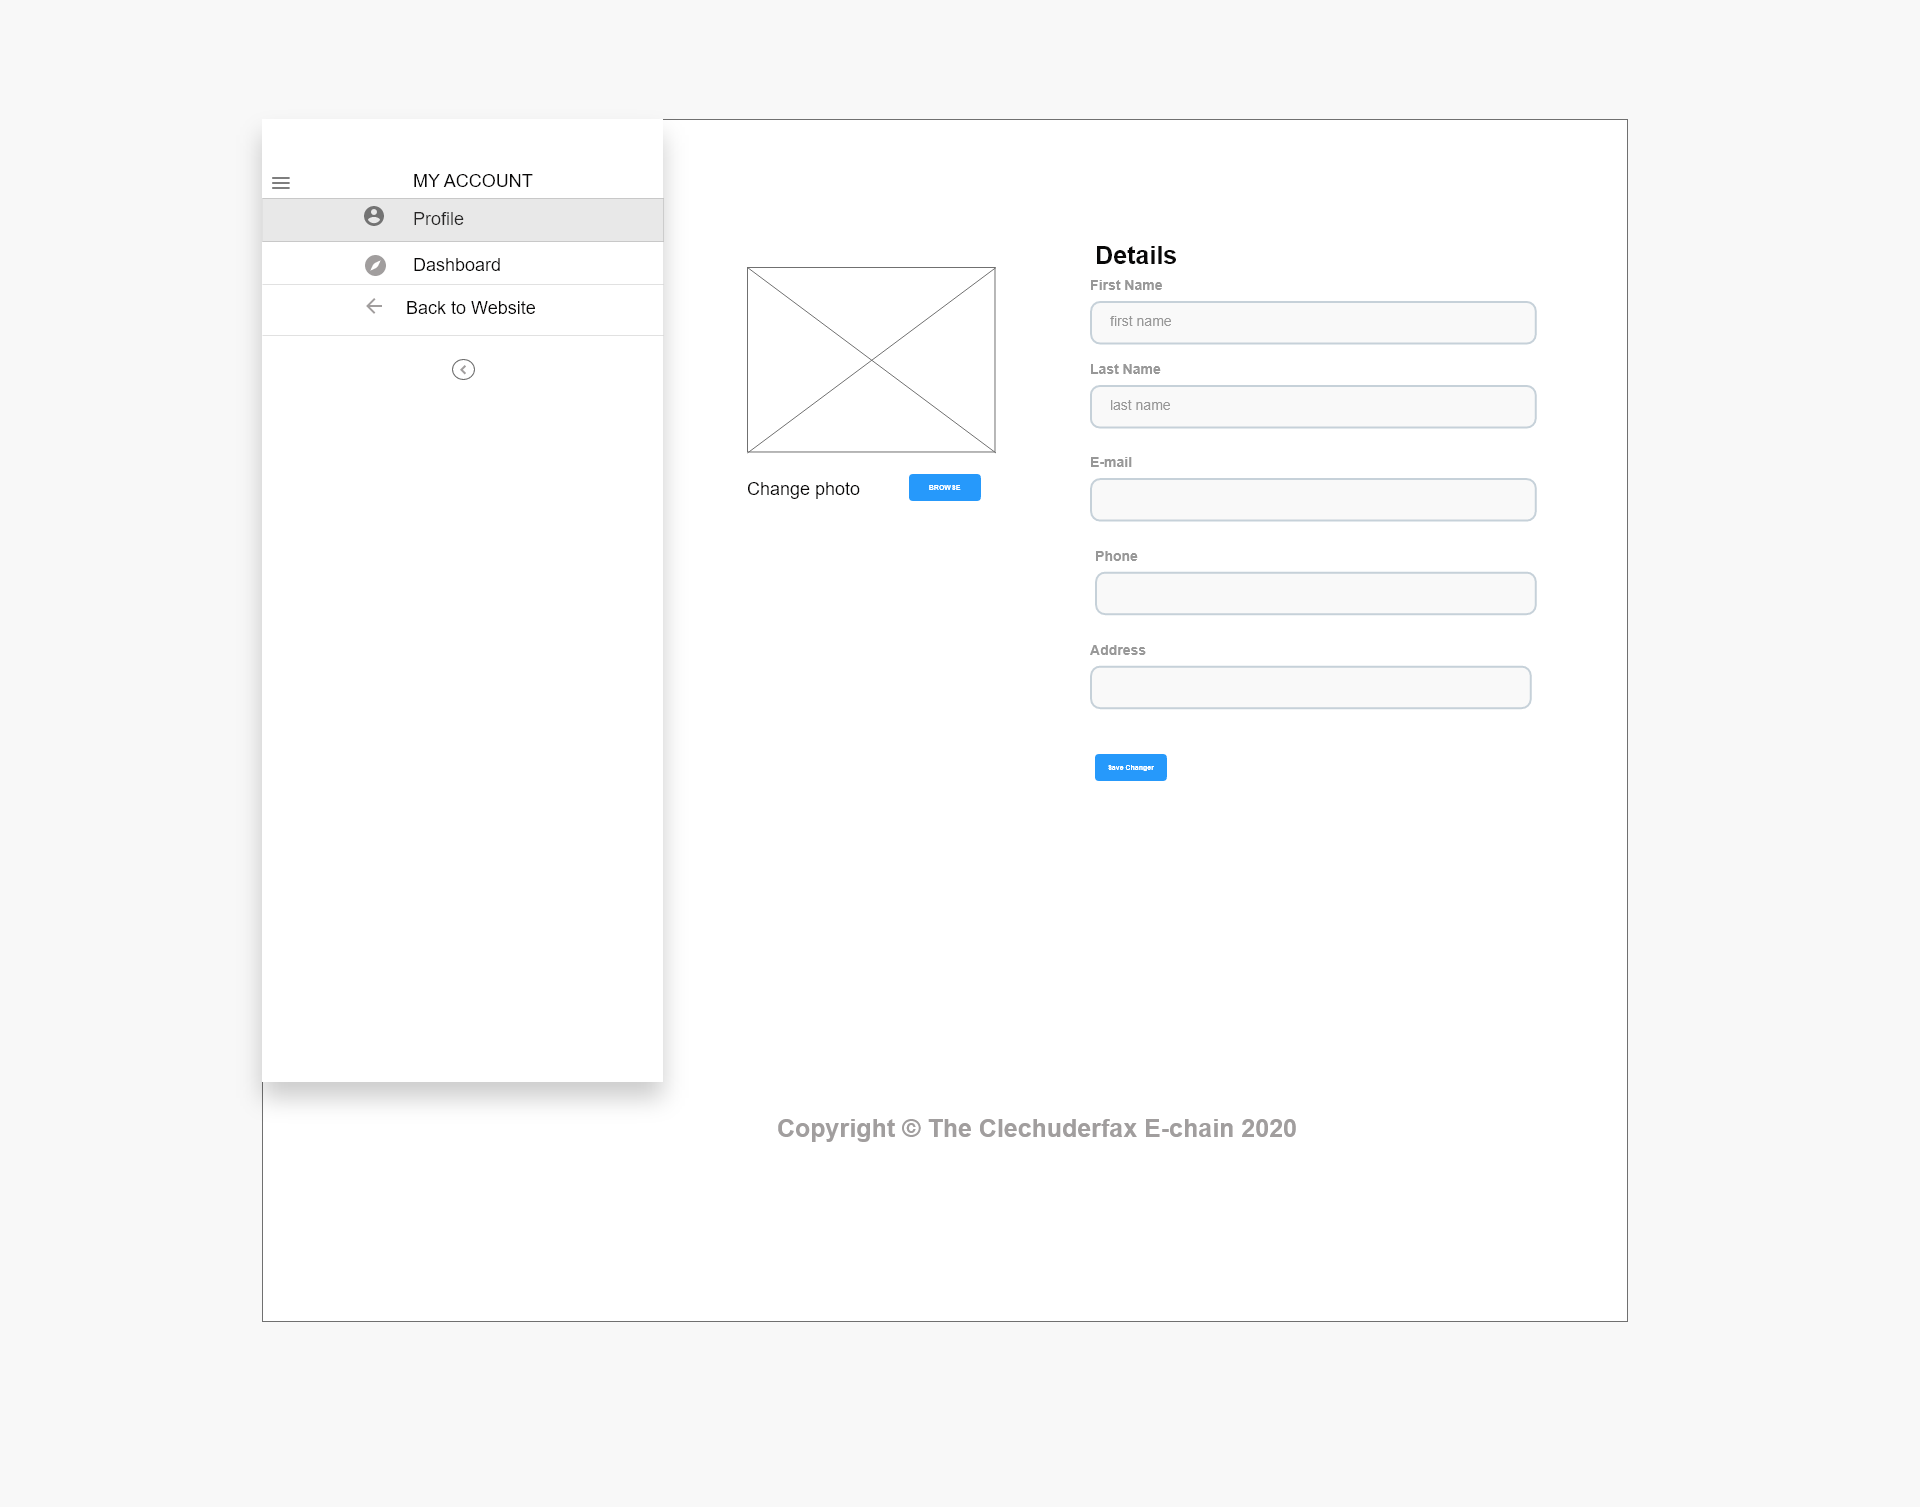 MY ACCOUNT
Profile
Dashboard
Back to Website
Change photo
BROWSE
Details
First Name
first name
Last Name
last name
E-mail
Phone
Address
Save Changer
Copyright © The Clechuderfax E-chain 2020